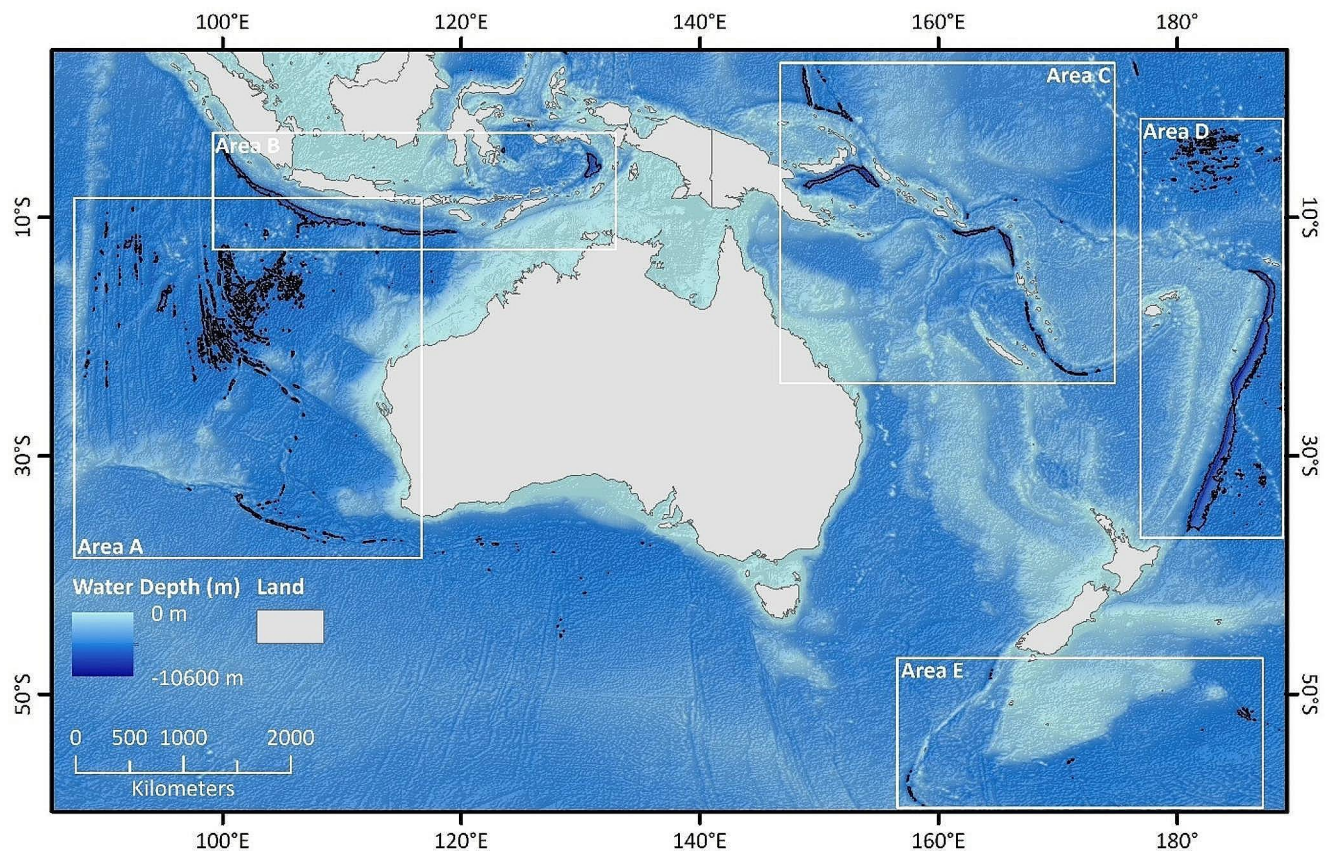 100°E 120°E 140°E 160°E 180°
Area C
Area D
Area B
10°S 10°S
30°S 30°S
Area A
Water Depth (m) Land
0 m
-10600 m
Area E
50°S 50°S
0 500 1000 2000
Kilometers
100°E 120°E 140°E 160°E 180°